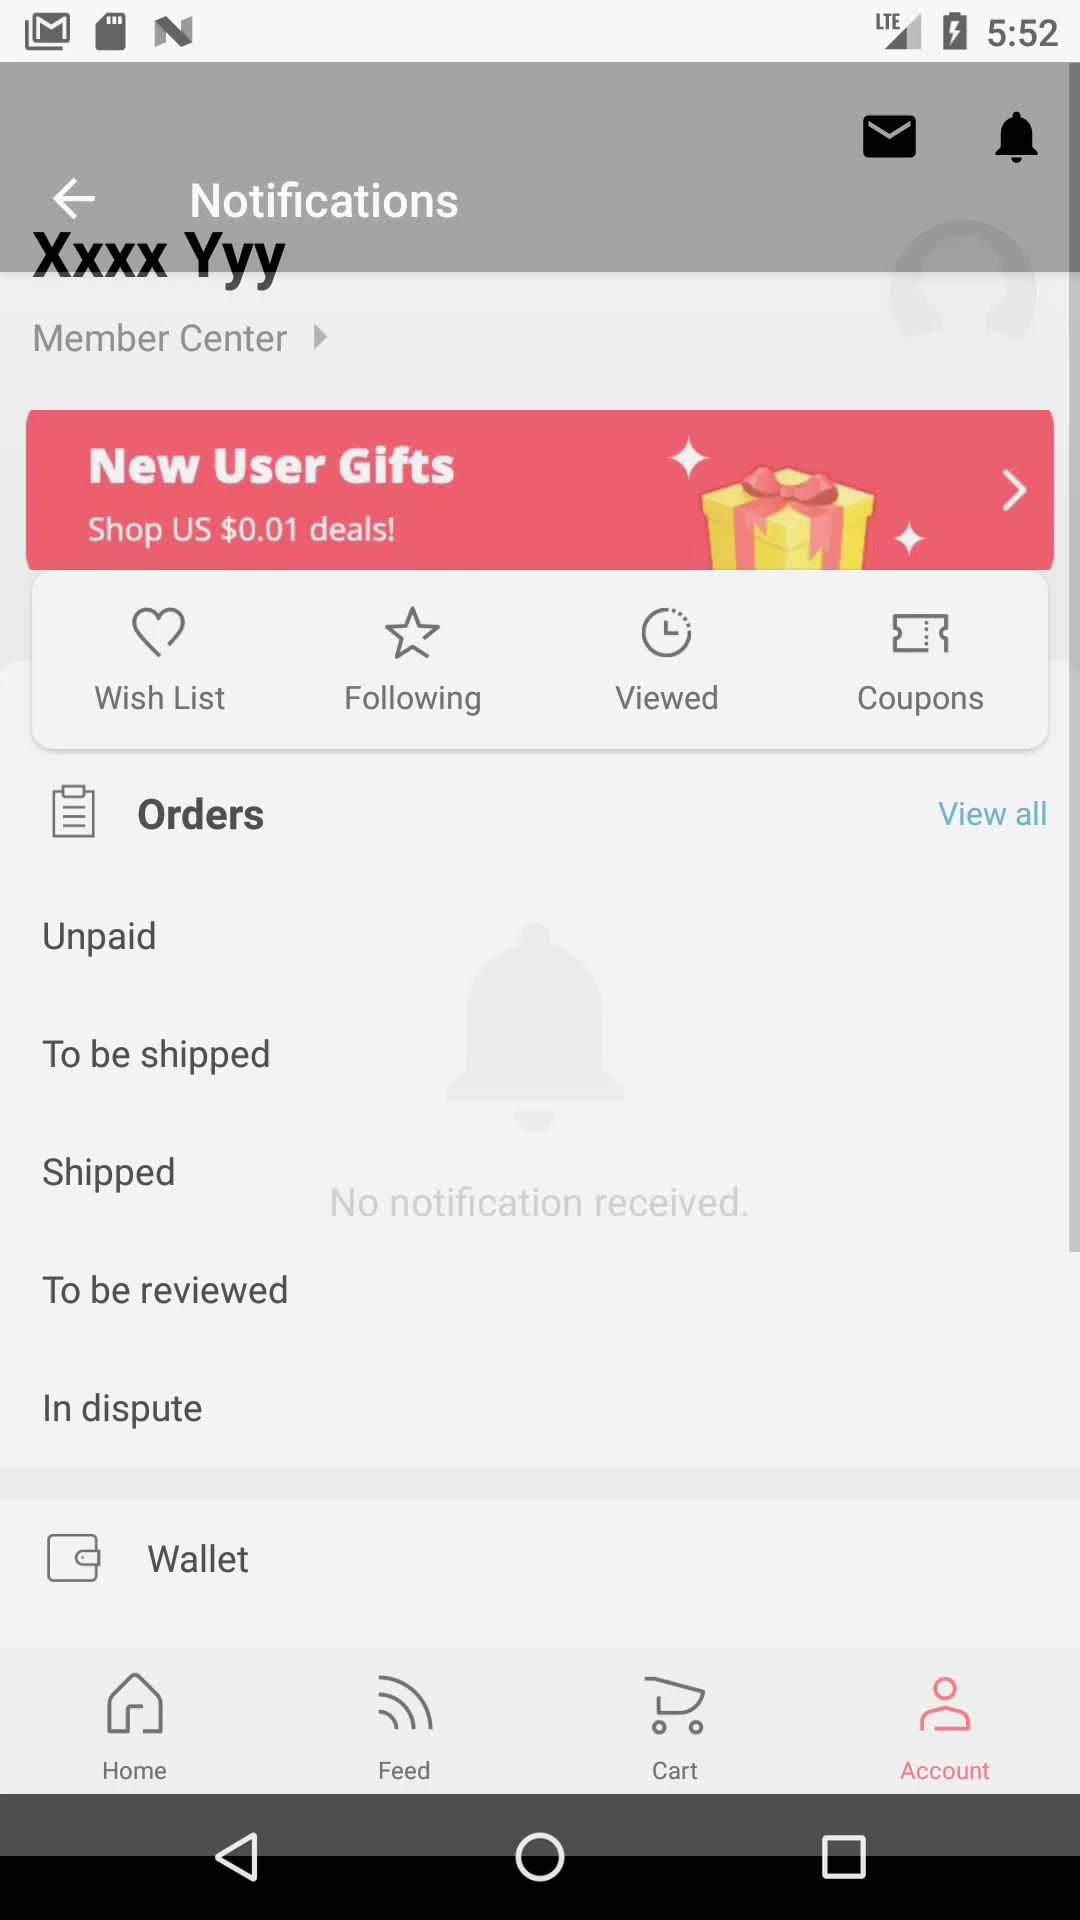 LTE 5:52
Notifications
Xxxx Yyy
Member Center
New User Gifts
Shop US $0.01 deals!
Wish List Following Viewed Coupons
Orders View all
Unpaid
To be shipped
Shipped
No notification received.
To be reviewed
In dispute
Wallet
Home Feed Cart Account